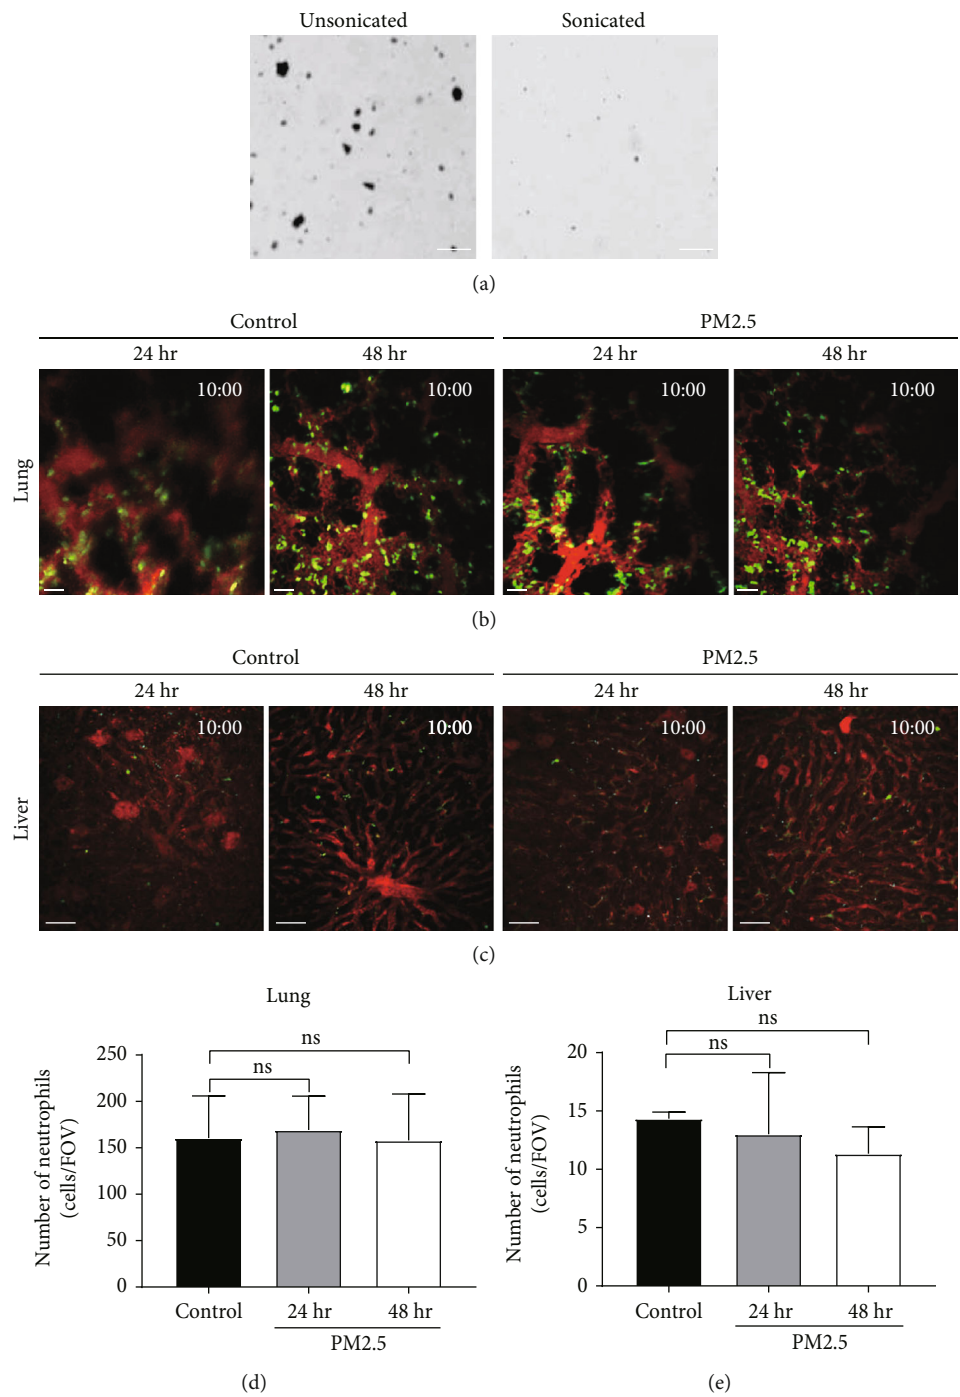 Unsonicated Sonicated
(a)
Control PM2.5
24 hr 48 hr 24 hr 48 hr
Lung
10:00 10:00 10:00 10:00
(b)
Control PM2.5
24 hr 48 hr 24 hr 48 hr
Liver
10:00 10:00 10:00 10:00
(c)
Lung
ns
ns
Number of neutrophils
(cells/FOV)
250
200
150
100
50
0
Control 24 hr 48 hr
PM2.5
(d)
Liver
ns
ns
Number of neutrophils
(cells/FOV)
20
15
10
5
0
Control 24 hr 48 hr
PM2.5
(e)